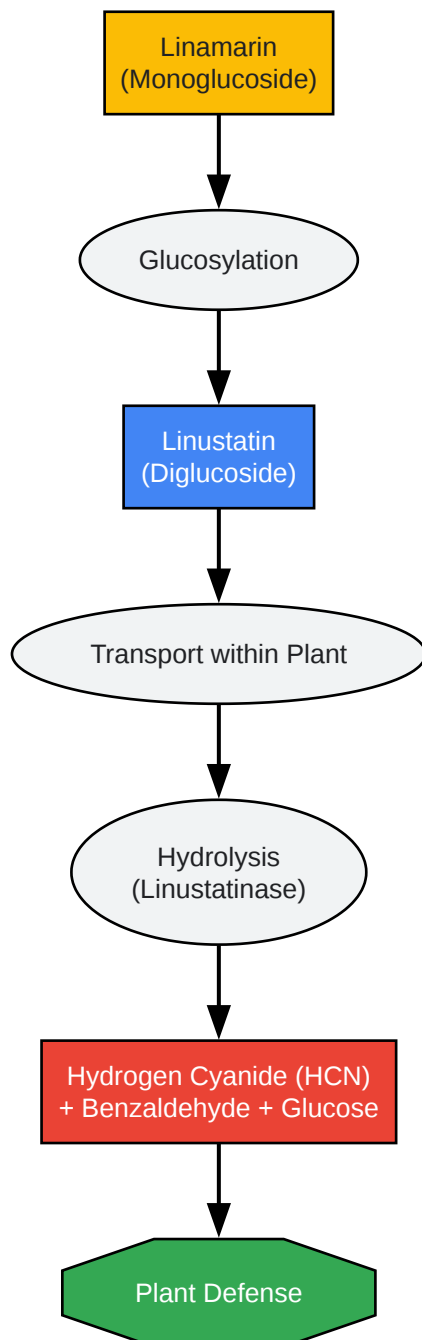 Linamarin
(Monoglucoside)
Glucosylation
Linustatin
(Diglucoside)
Transport within Plant
Hydrolysis
(Linustatinase)
Hydrogen Cyanide (HCN)
+ Benzaldehyde + Glucose
Plant Defense